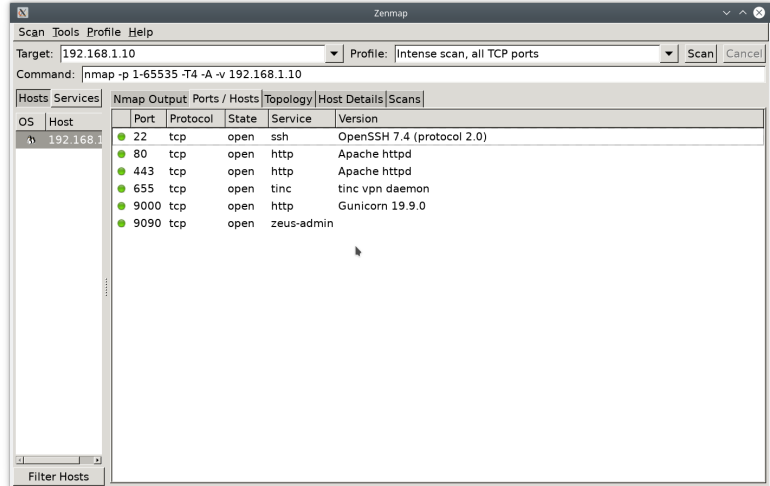 Zenmap
Scan Tools Profile Help
Target: 192.168.1.10 Profile: Intense scan, all TCP ports Scan Cancel
Command: nmap -p 1-65535 -T4 -A -v 192.168.1.10
Hosts Services Nmap Output Ports / Hosts Topology Host Details Scans
OS Host Port Protocol State Service Version
192.168.1 22 tcp open ssh OpenSSH 7.4 (protocol 2.0)
80 tcp open http Apache httpd
443 tcp open http Apache httpd
655 tcp open tinc tinc vpn daemon
9000 tcp open http Gunicorn 19.9.0
9090 tcp open zeus-admin
Filter Hosts